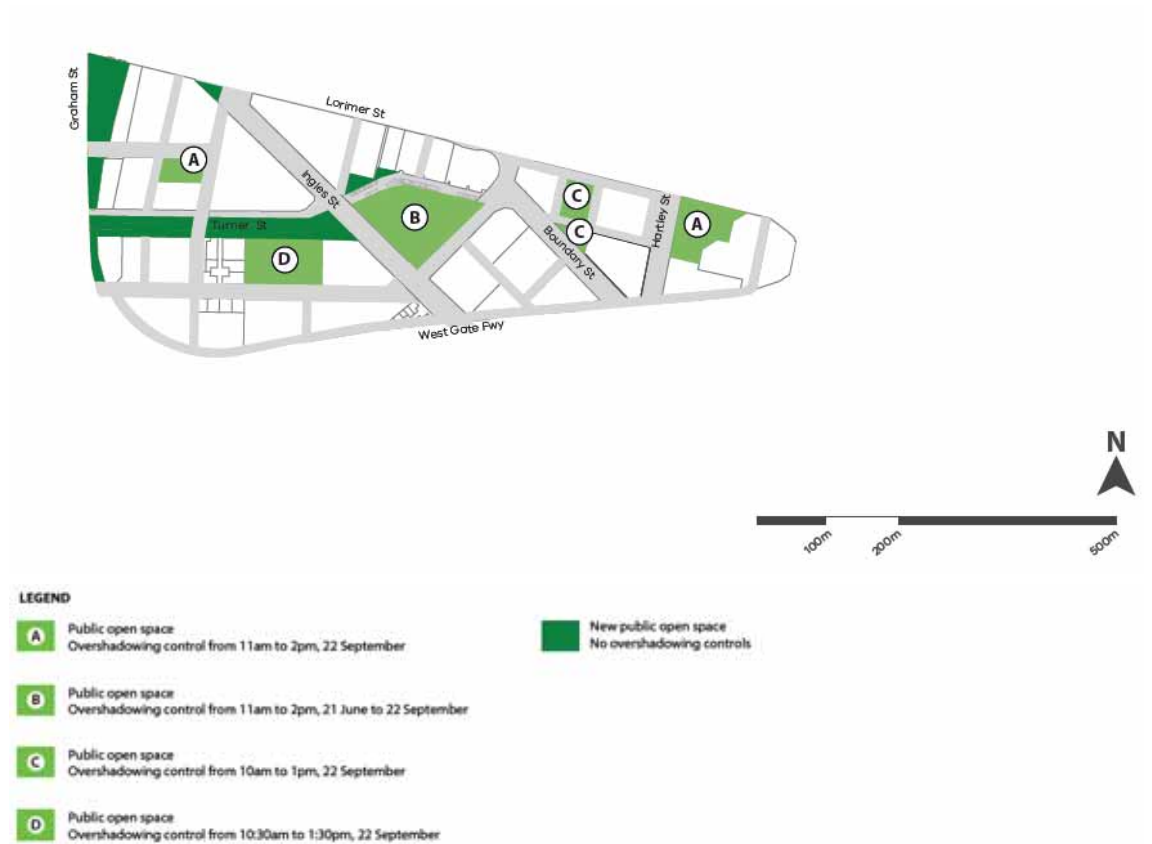 Graham St
Lorimer St
A
Ingles St
C
Hartley St
A
B
C
Turner St
Boundary St
D
West Gate Fwy
N
100m
200m
500m
LEGEND
A
Public open space
Overshadowing control from 11am to 2pm, 22 September
New public open space
No overshadowing controls
B
Public open space
Overshadowing control from 11am to 2pm, 21 June to 22 September
C
Public open space
Overshadowing control from 10am to 1pm, 22 September
D
Public open space
Overshadowing control from 10:30am to 1:30pm, 22 September